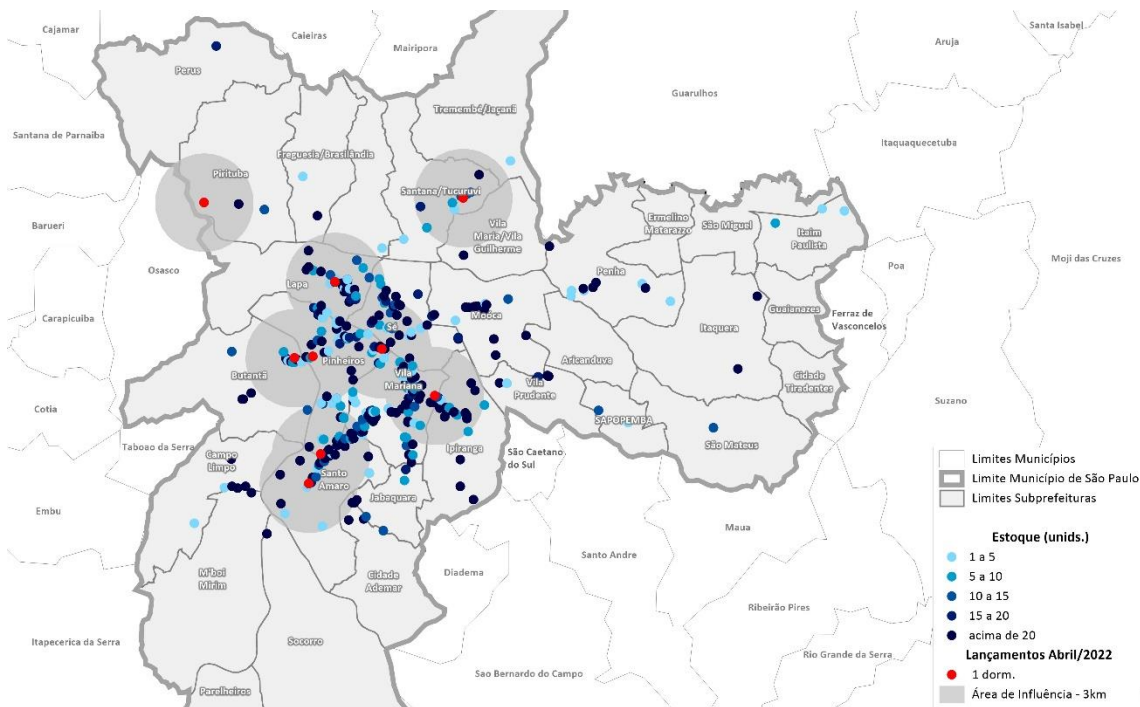 Cajamar
Caieiras
Mairipora
Santa Isabel
Aruja
Perus
Guarulhos
Tremembé/Jaçanã
Santana de Parnaiba
Itaquaquecetuba
Freguesia/Brasilândia
Pirituba
Santana/Tucuruvi
Barueri
Vila
Maria/Vila
Guilherme
Ermelino
Matarazzo
São Miguel
Itaim
Paulista
Osasco
Poa
Moji das Cruzes
Penha
Lapa
Guaianazes
Ferraz de
Vasconcelos
Carapicuiba
Mooca
Sé
Itaquera
Pinheiros
Aricanduva
Butantã
Vila
Mariana
Vila
Prudente
Cidade
Tiradentes
Suzano
Cotia
SAPOPEMBA
São Mateus
Taboao da Serra
Campo
Limpo
Ipiranga
São Caetano
do Sul
Santo
Amaro
Jabaquara
Embu
Maua
Santo Andre
M'boi
Mirim
Cidade
Ademar
Diadema
Ribeirão Pires
Itapecerica da Serra
Socorro
Rio Grande da Serra
Sao Bernardo do Campo
Parelheiros
Limites Municípios
Limite Município de São Paulo
Limites Subprefeituras
Estoque (unids.)
1 a 5
5 a 10
10 a 15
15 a 20
acima de 20
Lançamentos Abril/2022
1 dorm.
Área de Influência - 3km